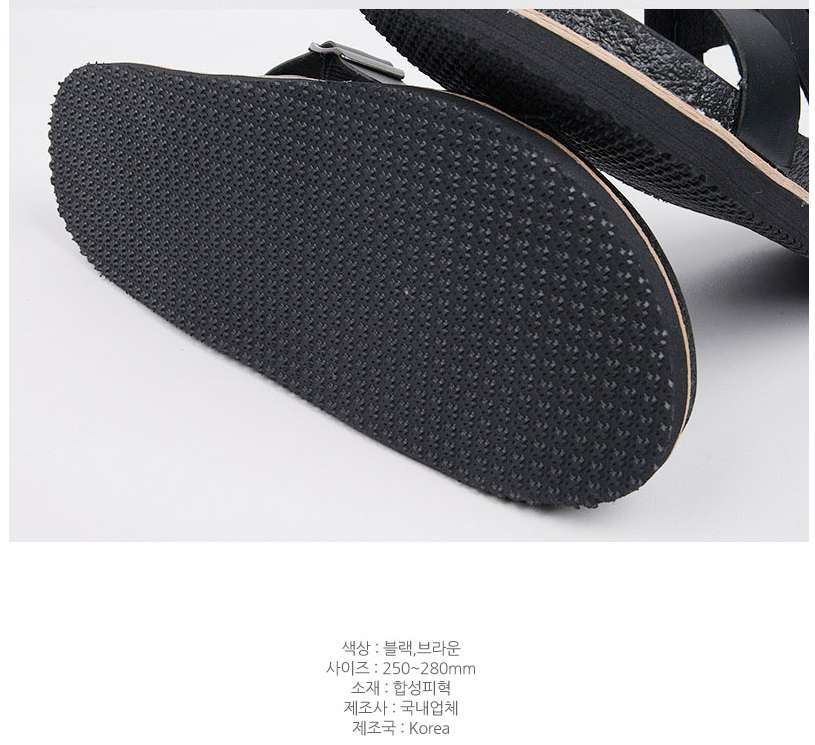 색상 : 블랙,브라운
사이즈 : 250~280mm
소재 : 합성피혁
제조사 : 국내업체
제조국 : Korea